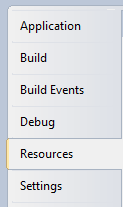 Application
Build
Build Events
Debug
Resources
Settings